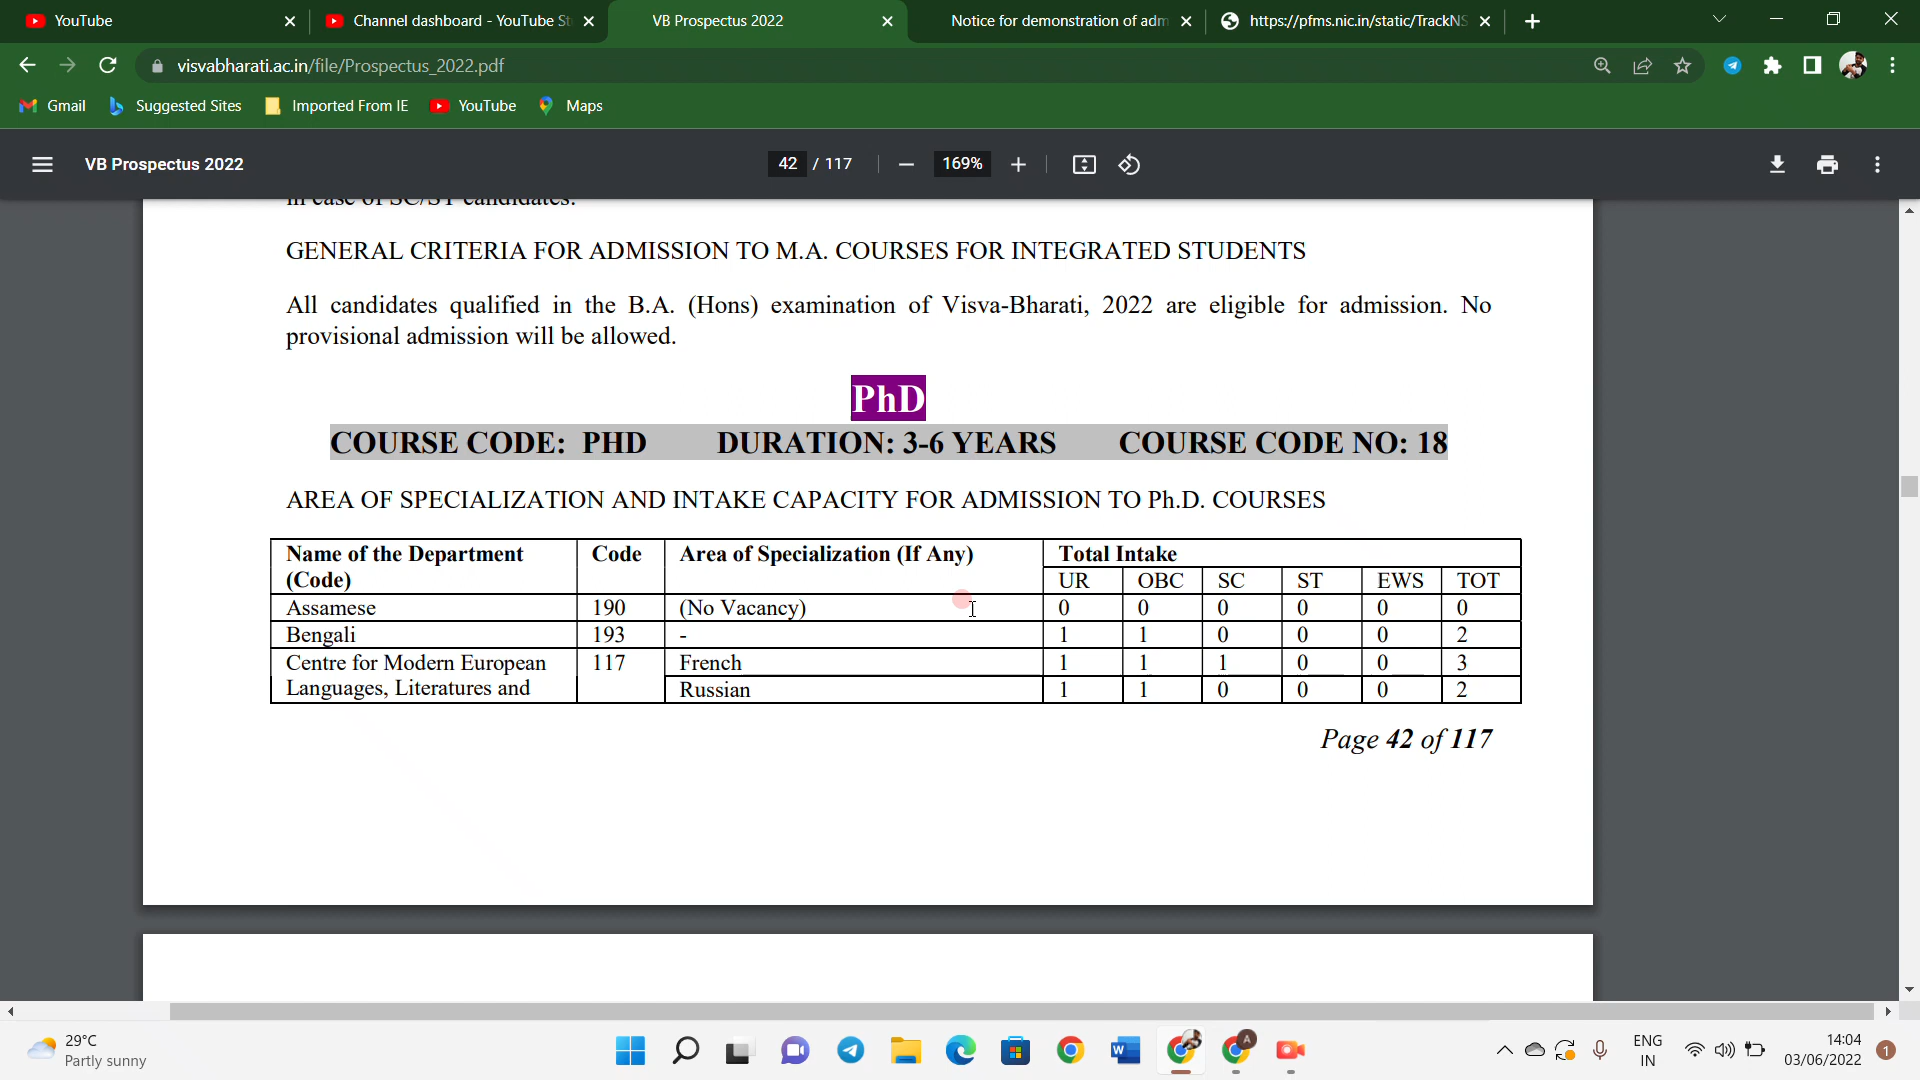 YouTube
Channel dashboard - YouTube St
VB Prospectus 2022
Notice for demonstration of adm
https://pfms.nic.in/static/TrackNS
visvabharati.ac.in/file/Prospectus_2022.pdf
Gmail
Suggested Sites
Imported From IE
YouTube
Maps
VB Prospectus 2022
42 / 117
169%
in case of SC/ST candidates.
GENERAL CRITERIA FOR ADMISSION TO M.A. COURSES FOR INTEGRATED STUDENTS
All candidates qualified in the B.A. (Hons) examination of Visva-Bharati, 2022 are eligible for admission. No
provisional admission will be allowed.
PhD
COURSE CODE: PHD DURATION: 3-6 YEARS COURSE CODE NO: 18
AREA OF SPECIALIZATION AND INTAKE CAPACITY FOR ADMISSION TO Ph.D. COURSES
Name of the Department Code Area of Specialization (If Any) Total Intake
(Code) UR OBC SC ST EWS TOT
Assamese 190 (No Vacancy) 0 0 0 0 0 0
Bengali 193 - 1 1 0 0 0 2
Centre for Modern European 117 French 1 1 1 0 0 3
Languages, Literatures and Russian 1 1 0 0 0 2
Page 42 of 117
29°C
Partly sunny
A
W
ENG
IN
14:04
03/06/2022
1